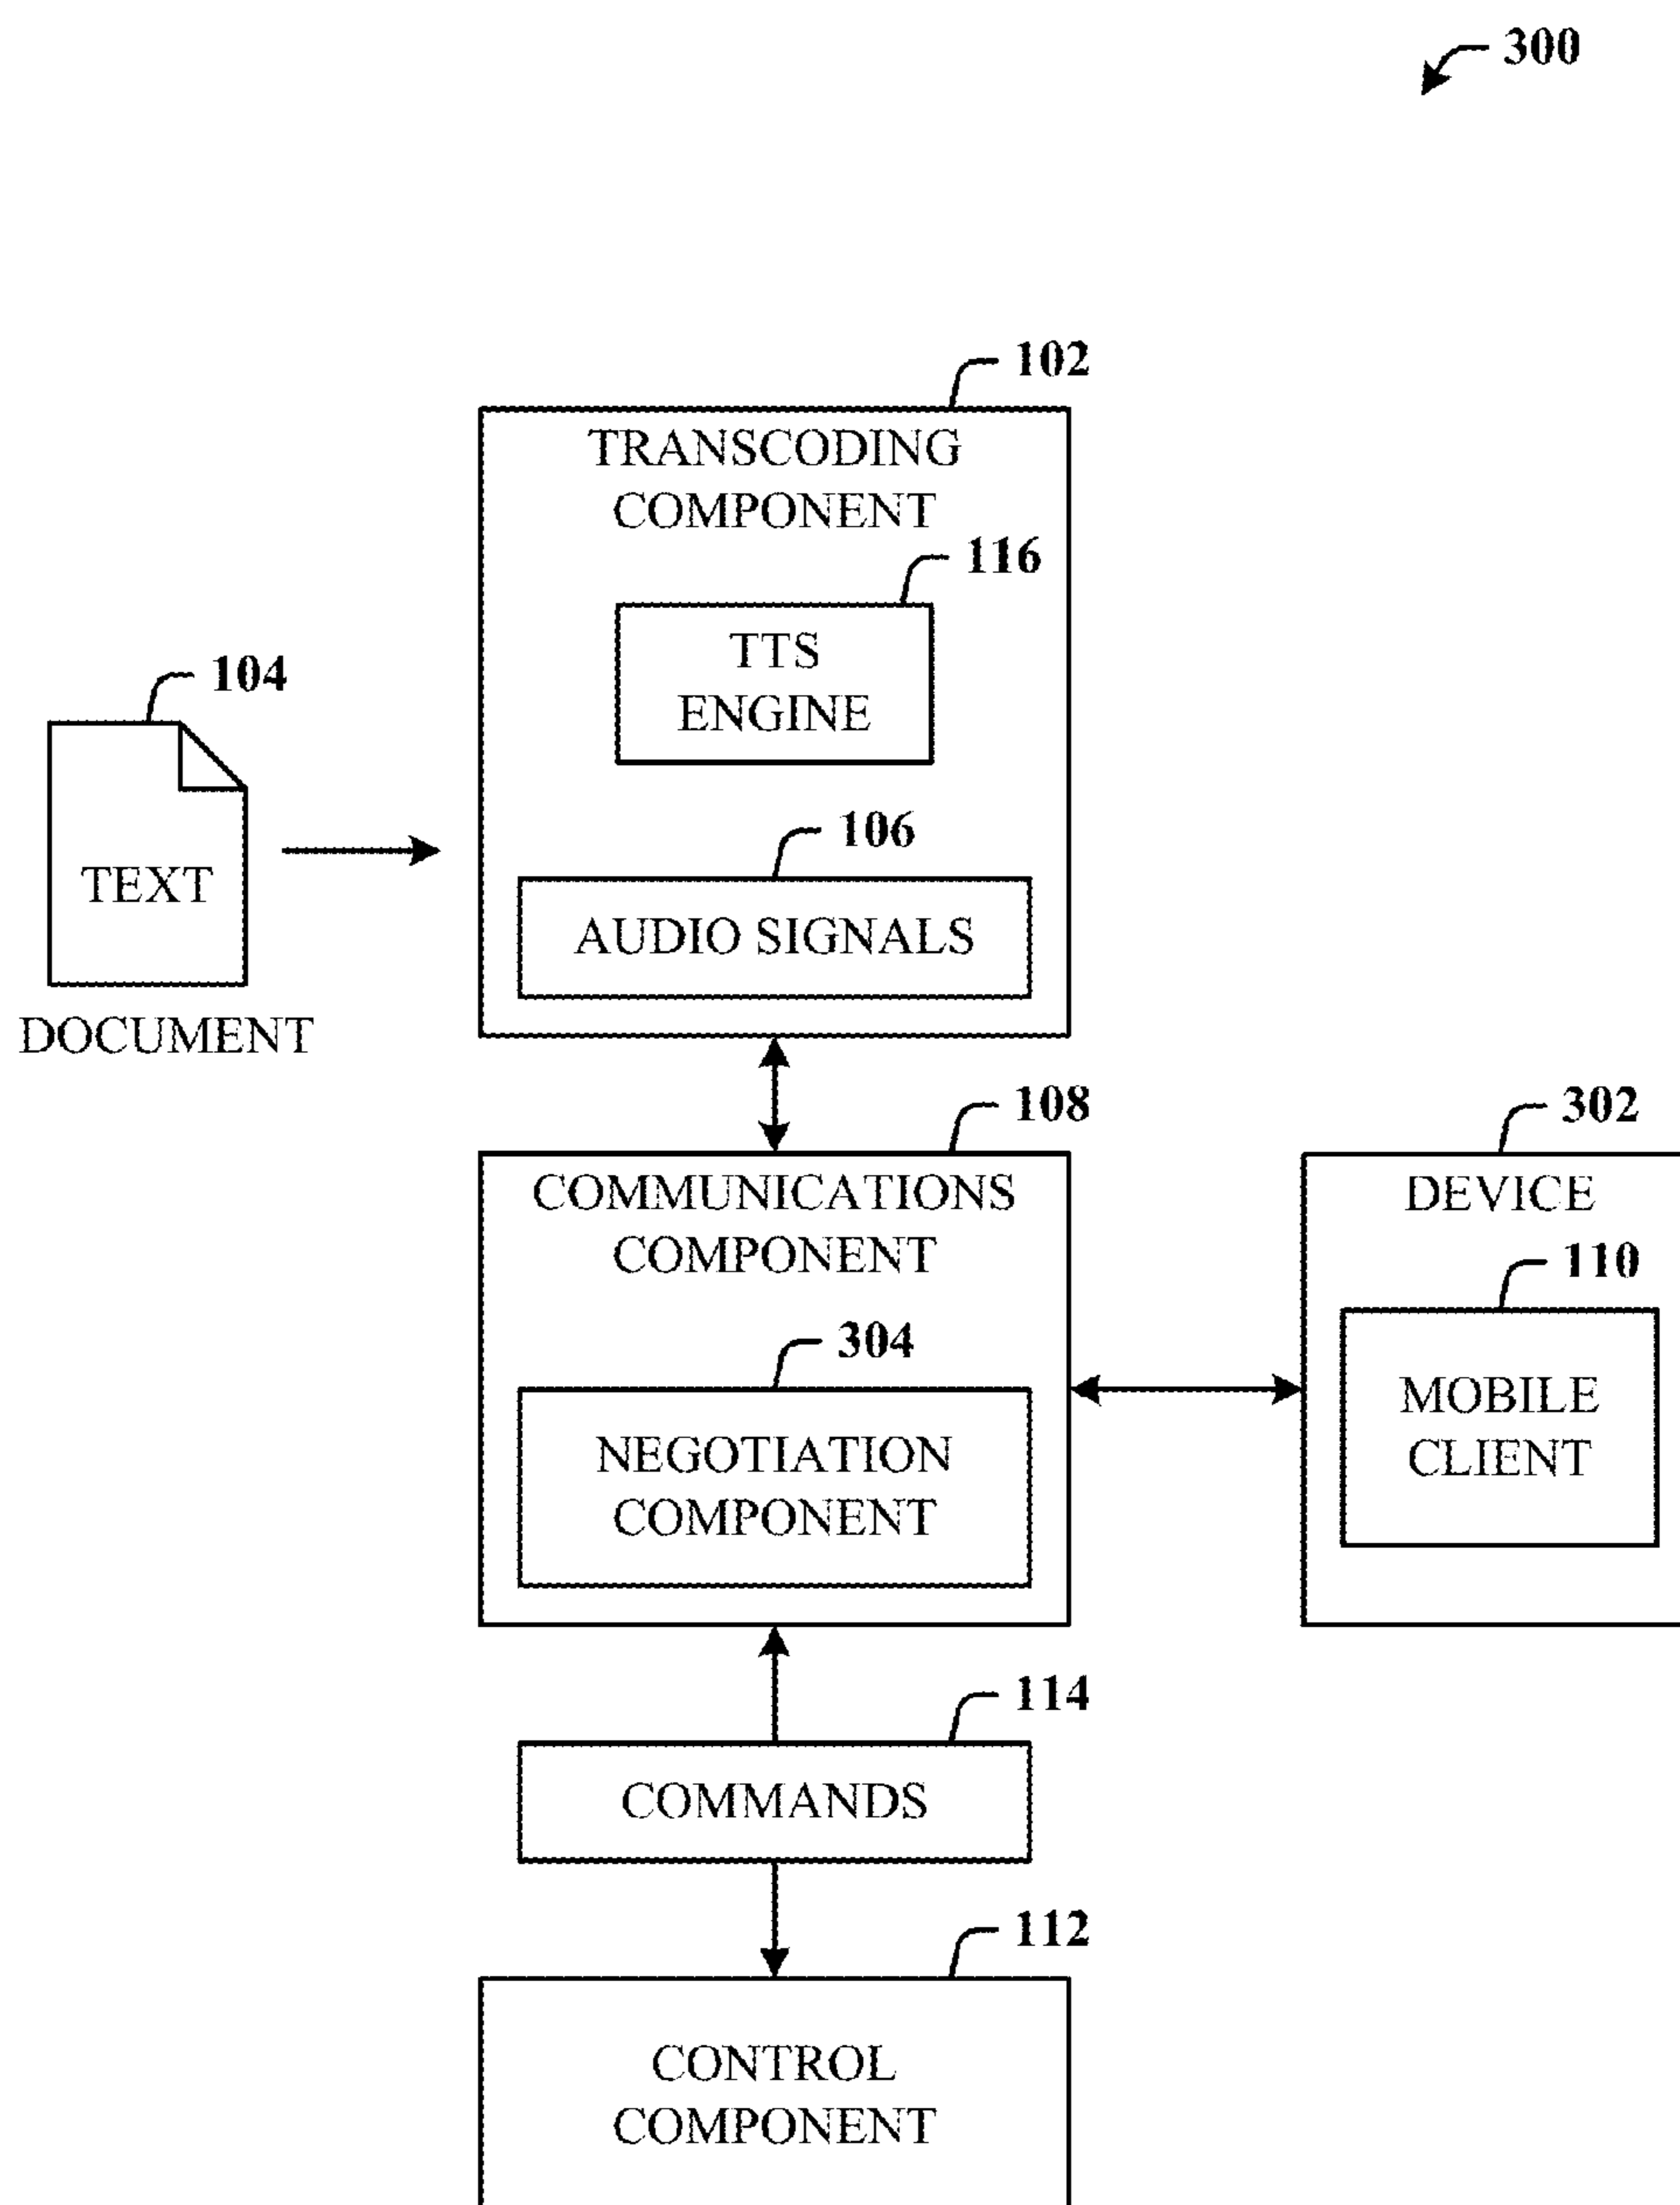 300
102
TRANSCODING
COMPONENT
116
TTS
ENGINE
104
TEXT
DOCUMENT
106
AUDIO SIGNALS
108
COMMUNICATIONS
COMPONENT
304
NEGOTIATION
COMPONENT
302
DEVICE
110
MOBILE
CLIENT
114
COMMANDS
112
CONTROL
COMPONENT